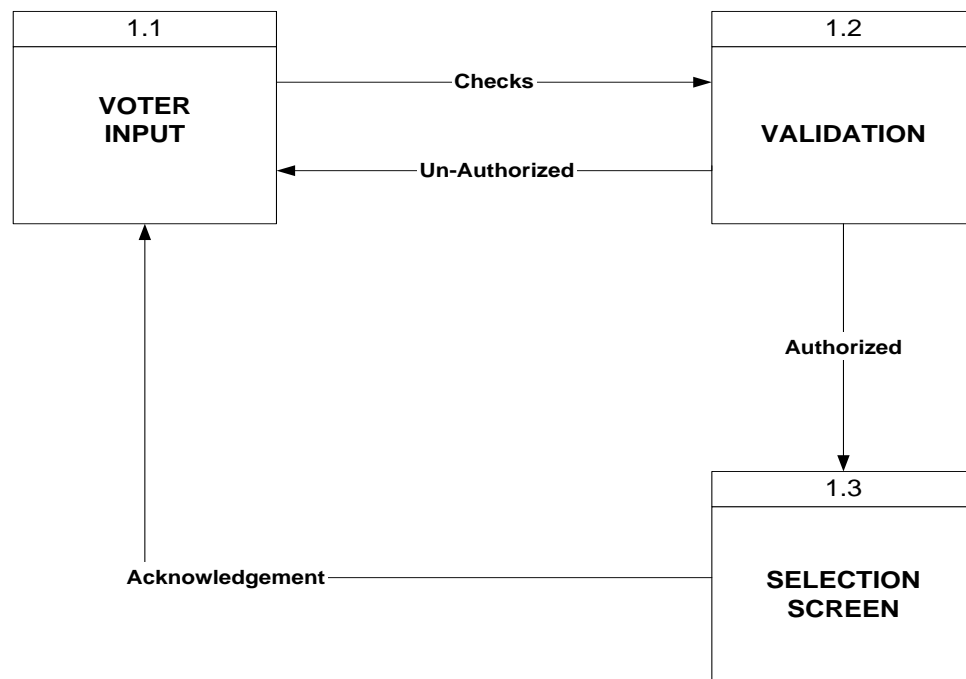 1.1
VOTER
INPUT
Checks
Un-Authorized
1.2
VALIDATION
Authorized
1.3
SELECTION
SCREEN
Acknowledgement